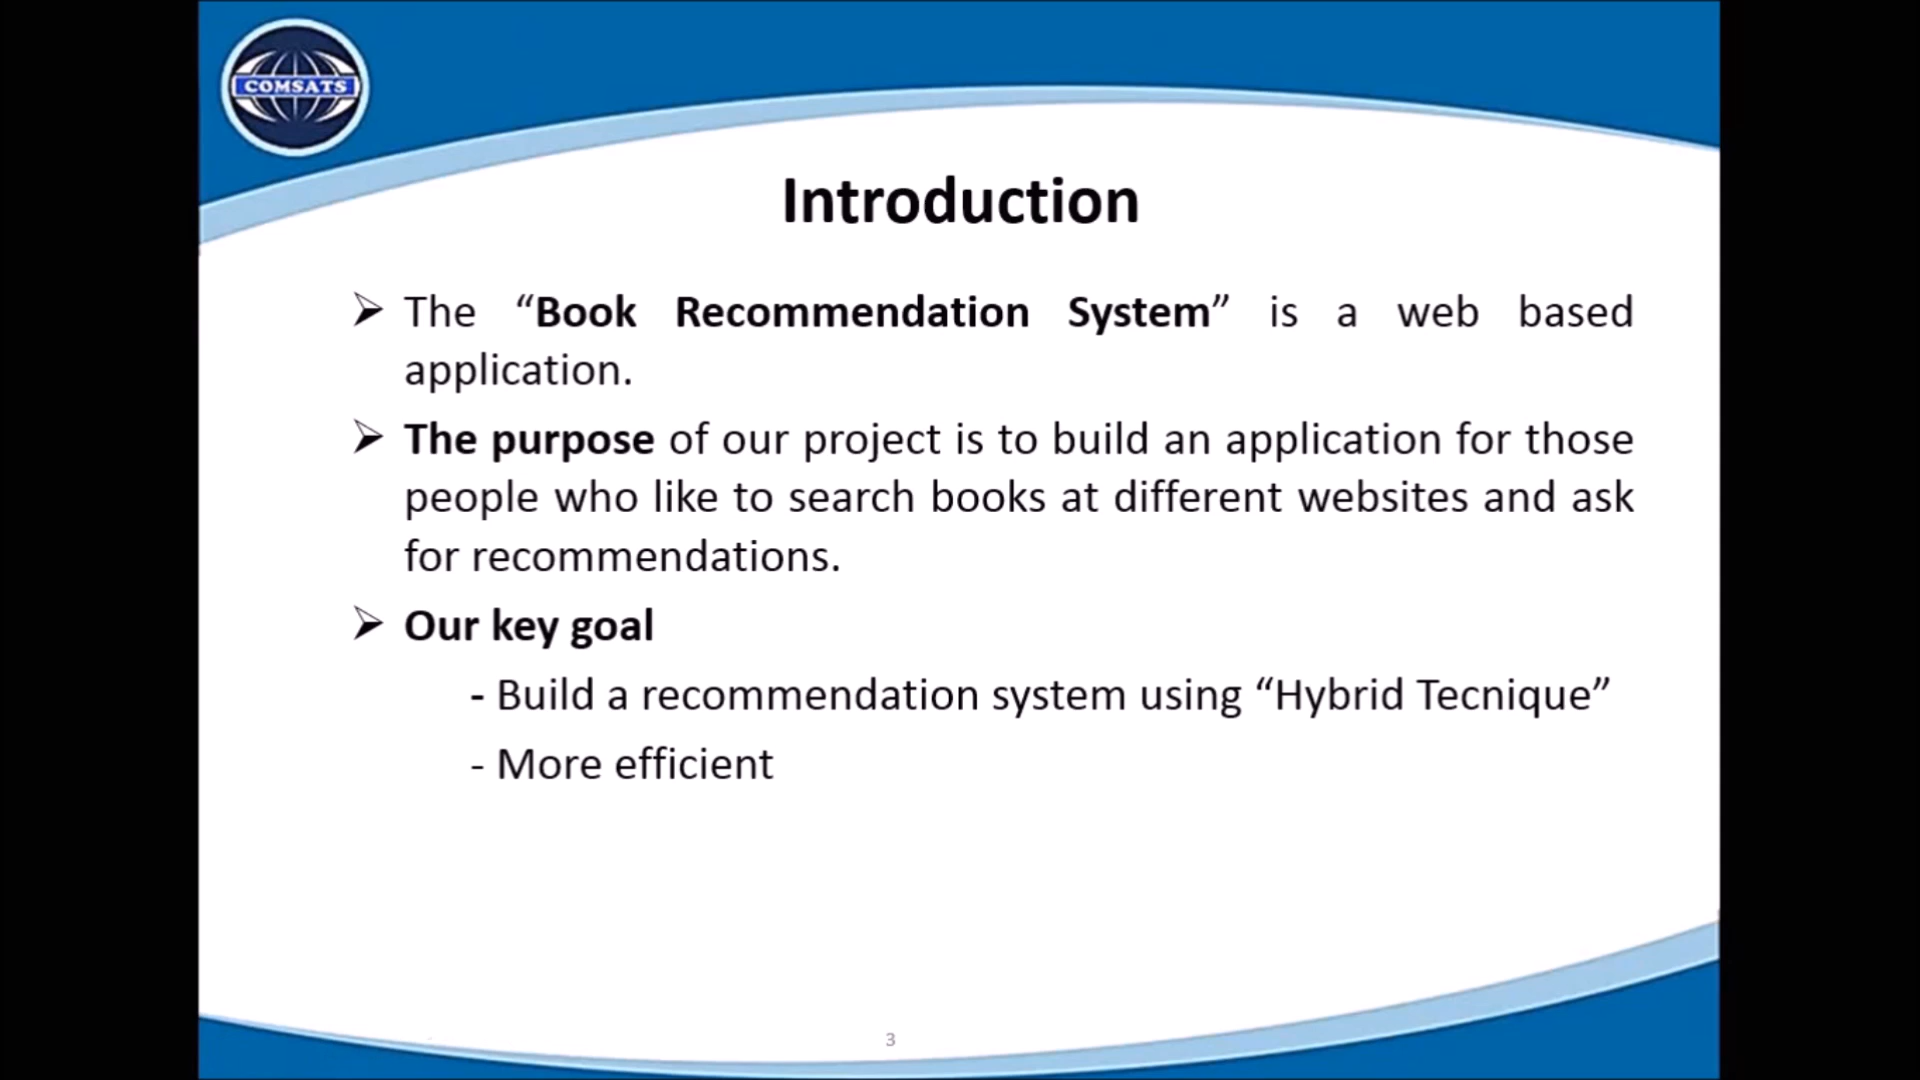 COMSATS
Introduction
➢ The “Book Recommendation System” is a web based
application.
➢ The purpose of our project is to build an application for those
people who like to search books at different websites and ask
for recommendations.
➢ Our key goal
- Build a recommendation system using “Hybrid Tecnique”
- More efficient
3